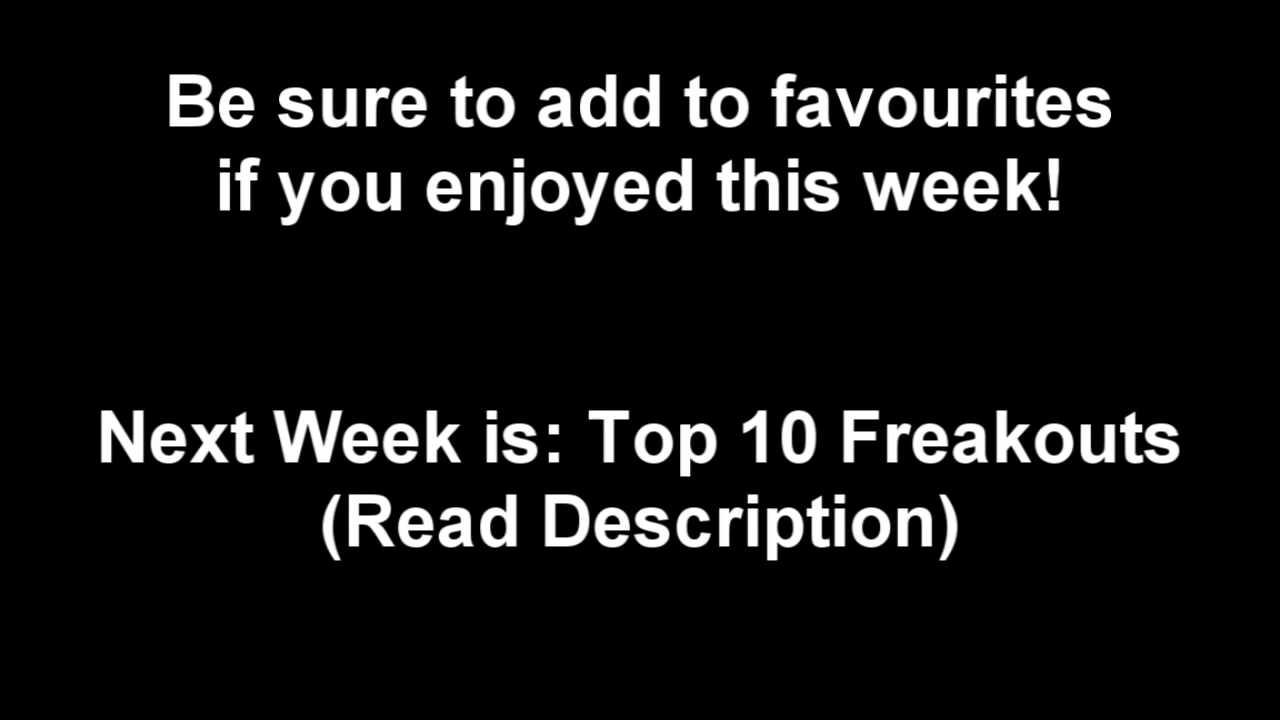 Be sure to add to favourites
if you enjoyed this week!
Next Week is: Top 10 Freakouts
(Read Description)